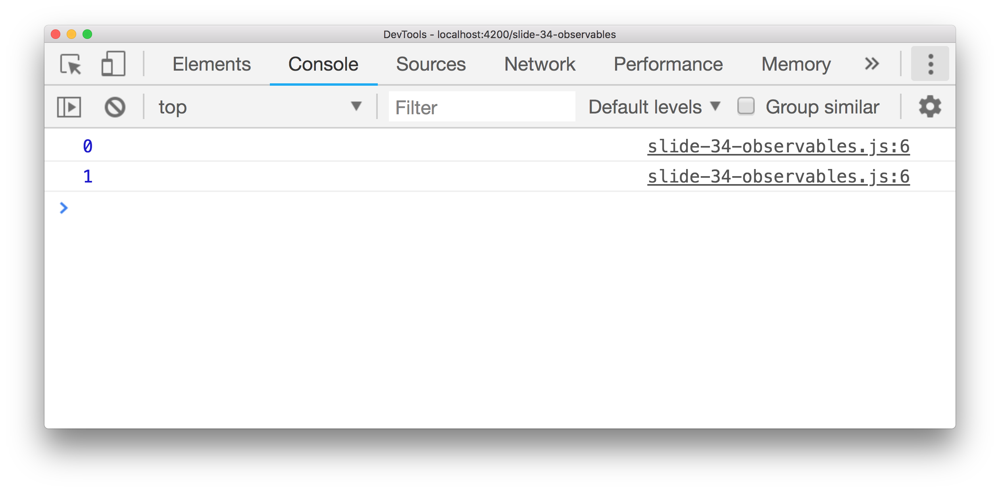 DevTools - localhost:4200/slide-34-observables
Elements Console Sources Network Performance Memory
top Filter Default levels Group similar
0 slide-34-observables.js:6
1 slide-34-observables.js:6